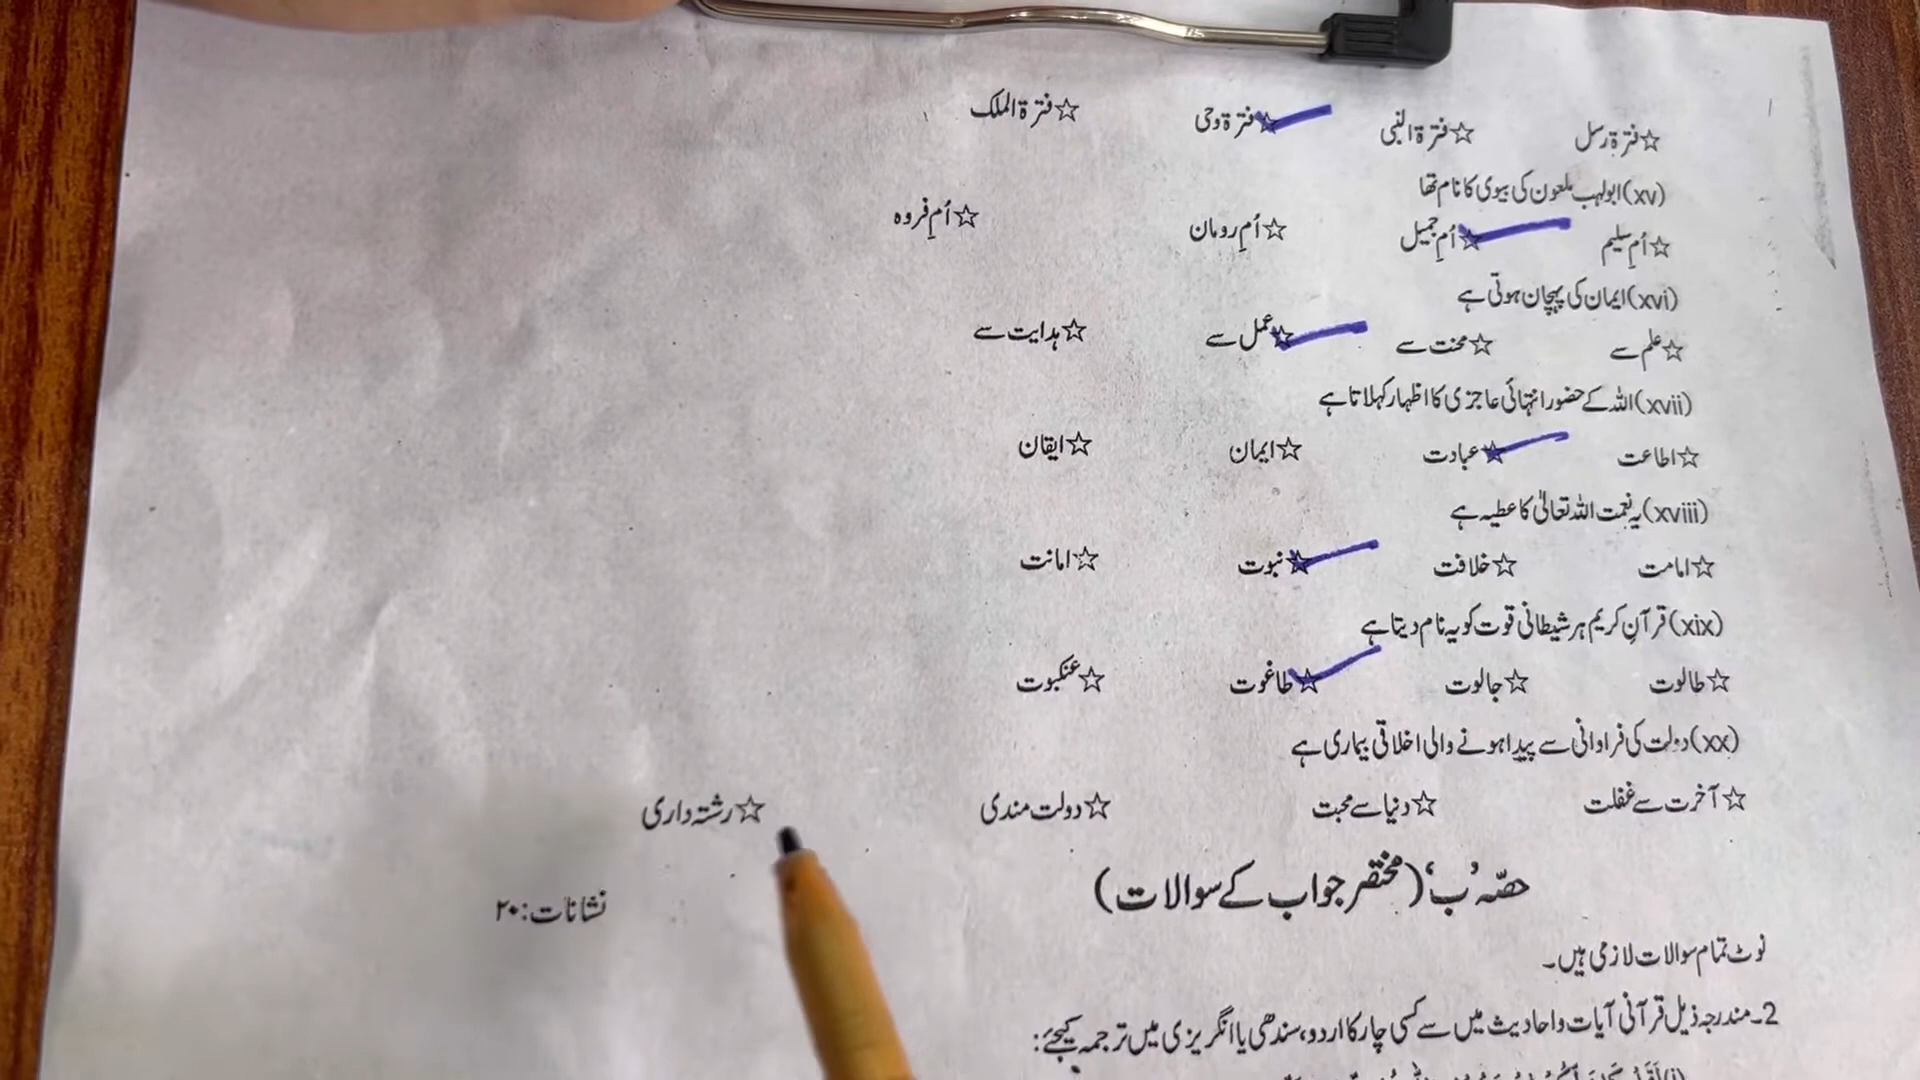 ☆فترۃ رسل ☆فترۃ النبی ☆فترۃ وحی ☆فترۃ الملک
(xv) ابولہب ملعون کی بیوی کا نام تھا
☆اُمِ سلیم ☆اُمِ جمیل ☆اُمِ رومان ☆اُمِ فروہ
(xvi) ایمان کی پہچان ہوتی ہے
☆علم سے ☆محنت سے ☆عمل سے ☆ہدایت سے
(xvii) اللہ کے حضور انتہائی عاجزی کا اظہار کہلاتا ہے
☆اطاعت ☆عبادت ☆ایمان ☆ایقان
(xviii) یہ نعمت اللہ تعالیٰ کا عطیہ ہے
☆امامت ☆خلافت ☆نبوت ☆امانت
(xix) قرآنِ کریم ہر شیطانی قوت کو یہ نام دیتا ہے
☆طالوت ☆جالوت ☆طاغوت ☆عنکبوت
(xx) دولت کی فراوانی سے پیدا ہونے والی اخلاقی بیماری ہے
☆آخرت سے غفلت ☆دنیا سے محبت ☆دولت مندی ☆رشتہ داری
حصّہ ’ب‘ (مختصر جواب کے سوالات)
نشانات: ۲۰
نوٹ تمام سوالات لازمی ہیں۔
2۔ مندرجہ ذیل قرآنی آیات و احادیث میں سے کسی چار کا اردو، سندھی یا انگریزی میں ترجمہ کیجئے: